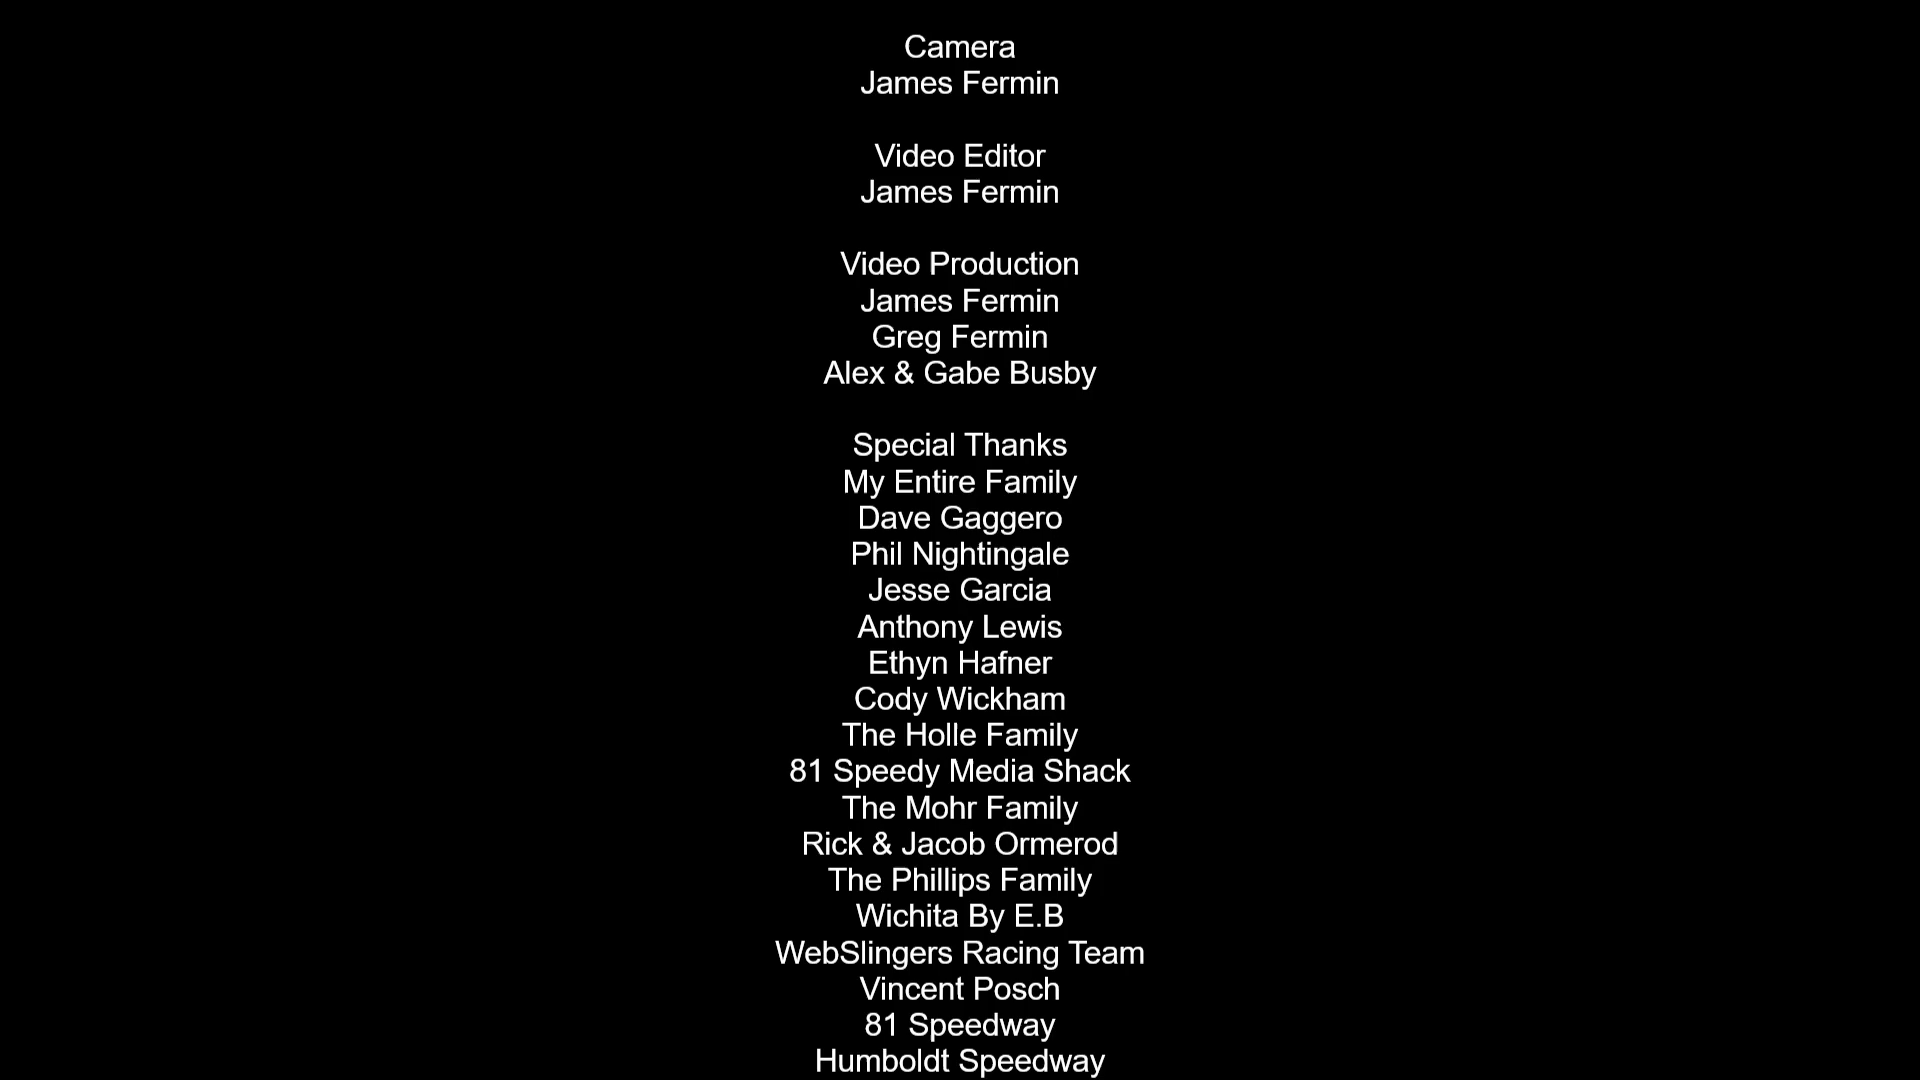 Camera
James Fermin
Video Editor
James Fermin
Video Production
James Fermin
Greg Fermin
Alex & Gabe Busby
Special Thanks
My Entire Family
Dave Gaggero
Phil Nightingale
Jesse Garcia
Anthony Lewis
Ethyn Hafner
Cody Wickham
The Holle Family
81 Speedy Media Shack
The Mohr Family
Rick & Jacob Ormerod
The Phillips Family
Wichita By E.B
WebSlingers Racing Team
Vincent Posch
81 Speedway
Humboldt Speedway